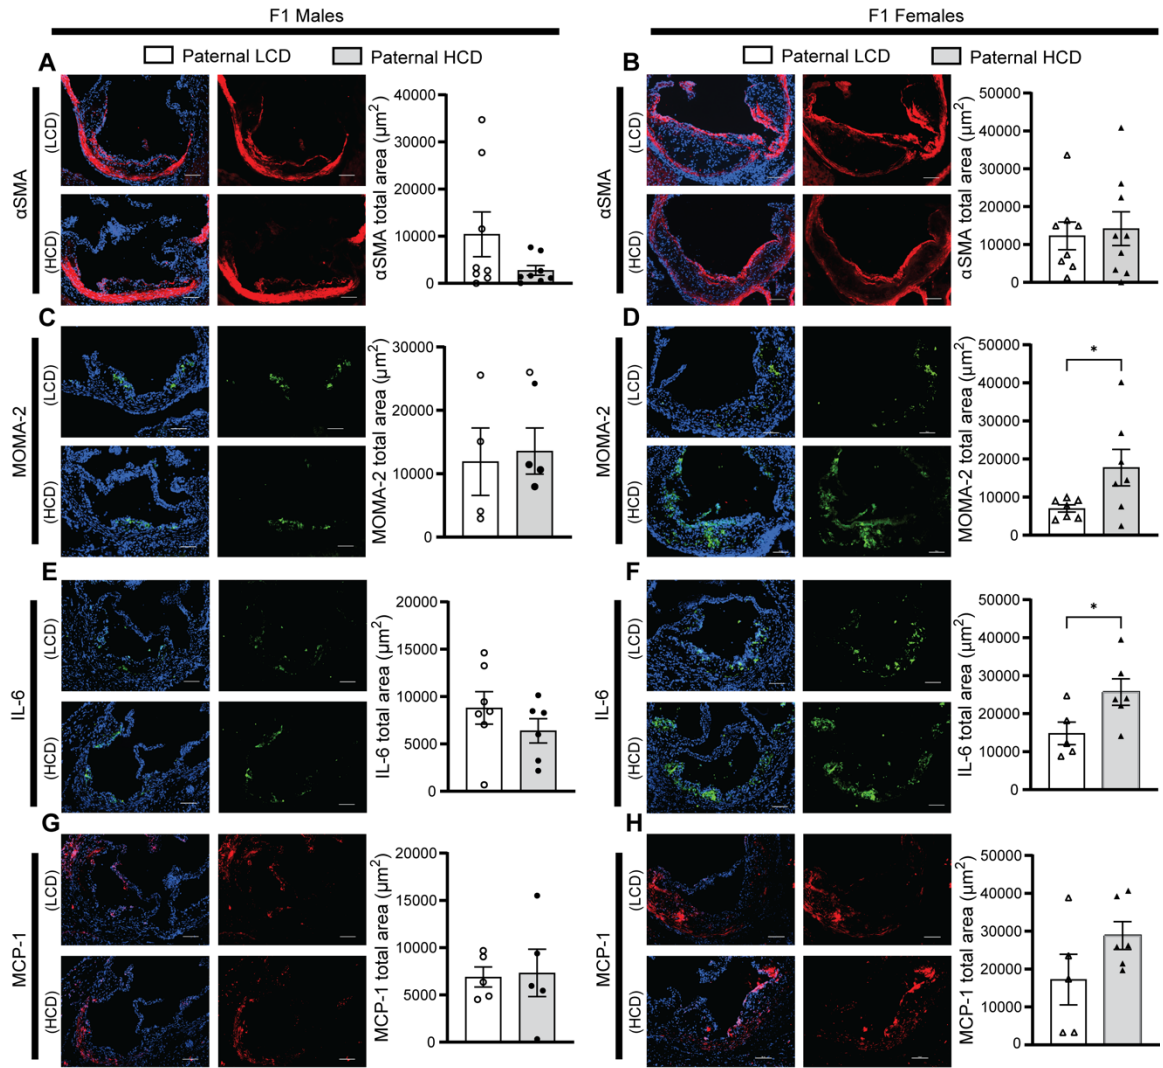 F1 Males
F1 Females
Paternal LCD Paternal HCD
Paternal LCD Paternal HCD
A
αSMA
(LCD)
(HCD)
αSMA total area (µm²)
40000
30000
20000
10000
0
B
αSMA
(LCD)
(HCD)
αSMA total area (µm²)
50000
40000
30000
20000
10000
0
C
MOMA-2
(LCD)
(HCD)
MOMA-2 total area (µm²)
30000
20000
10000
0
D
MOMA-2
(LCD)
(HCD)
MOMA-2 total area (µm²)
50000
40000
30000
20000
10000
0
*
E
IL-6
(LCD)
(HCD)
IL-6 total area (µm²)
20000
15000
10000
5000
0
F
IL-6
(LCD)
(HCD)
IL-6 total area (µm²)
50000
40000
30000
20000
10000
0
*
G
MCP-1
(LCD)
(HCD)
MCP-1 total area (µm²)
20000
15000
10000
5000
0
H
MCP-1
(LCD)
(HCD)
MCP-1 total area (µm²)
50000
40000
30000
20000
10000
0